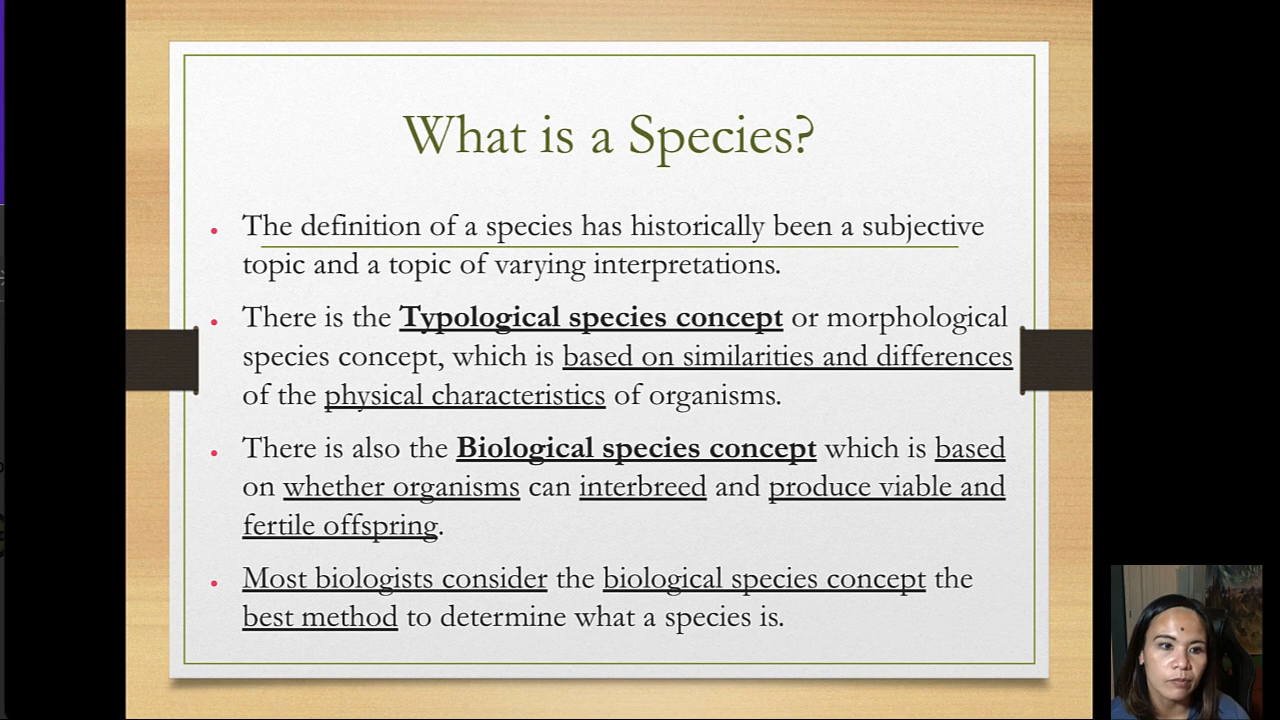 What is a Species?
The definition of a species has historically been a subjective
topic and a topic of varying interpretations.
There is the Typological species concept or morphological
species concept, which is based on similarities and differences
of the physical characteristics of organisms.
There is also the Biological species concept which is based
on whether organisms can interbreed and produce viable and
fertile offspring.
Most biologists consider the biological species concept the
best method to determine what a species is.